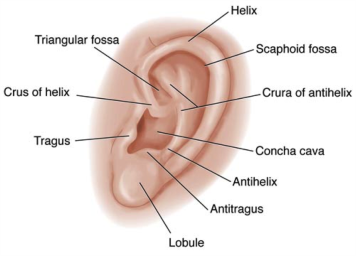 Helix
Triangular fossa
Scaphoid fossa
Crus of helix
Crura of antihelix
Tragus
Concha cava
Antihelix
Antitragus
Lobule